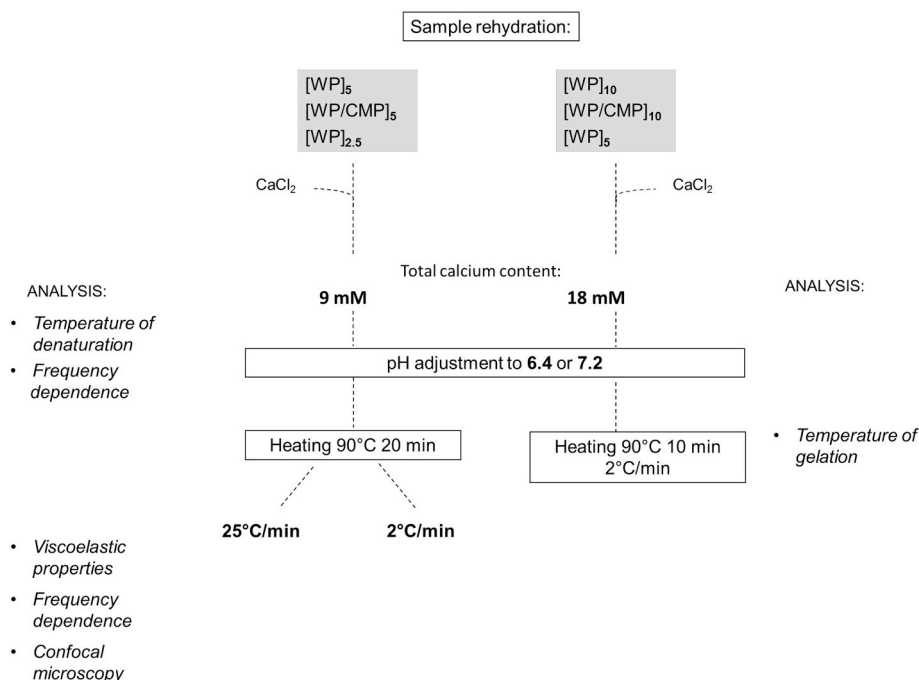 Sample rehydration:
[WP]5
[WP/CMP]5
[WP]2.5
[WP]10
[WP/CMP]10
[WP]5
CaCl2
CaCl2
Total calcium content:
9 mM
18 mM
ANALYSIS:
• Temperature of
denaturation
• Frequency
dependence
ANALYSIS:
pH adjustment to 6.4 or 7.2
Heating 90°C 20 min
Heating 90°C 10 min
2°C/min
• Temperature of
gelation
25°C/min
2°C/min
• Viscoelastic
properties
• Frequency
dependence
• Confocal
microscopy